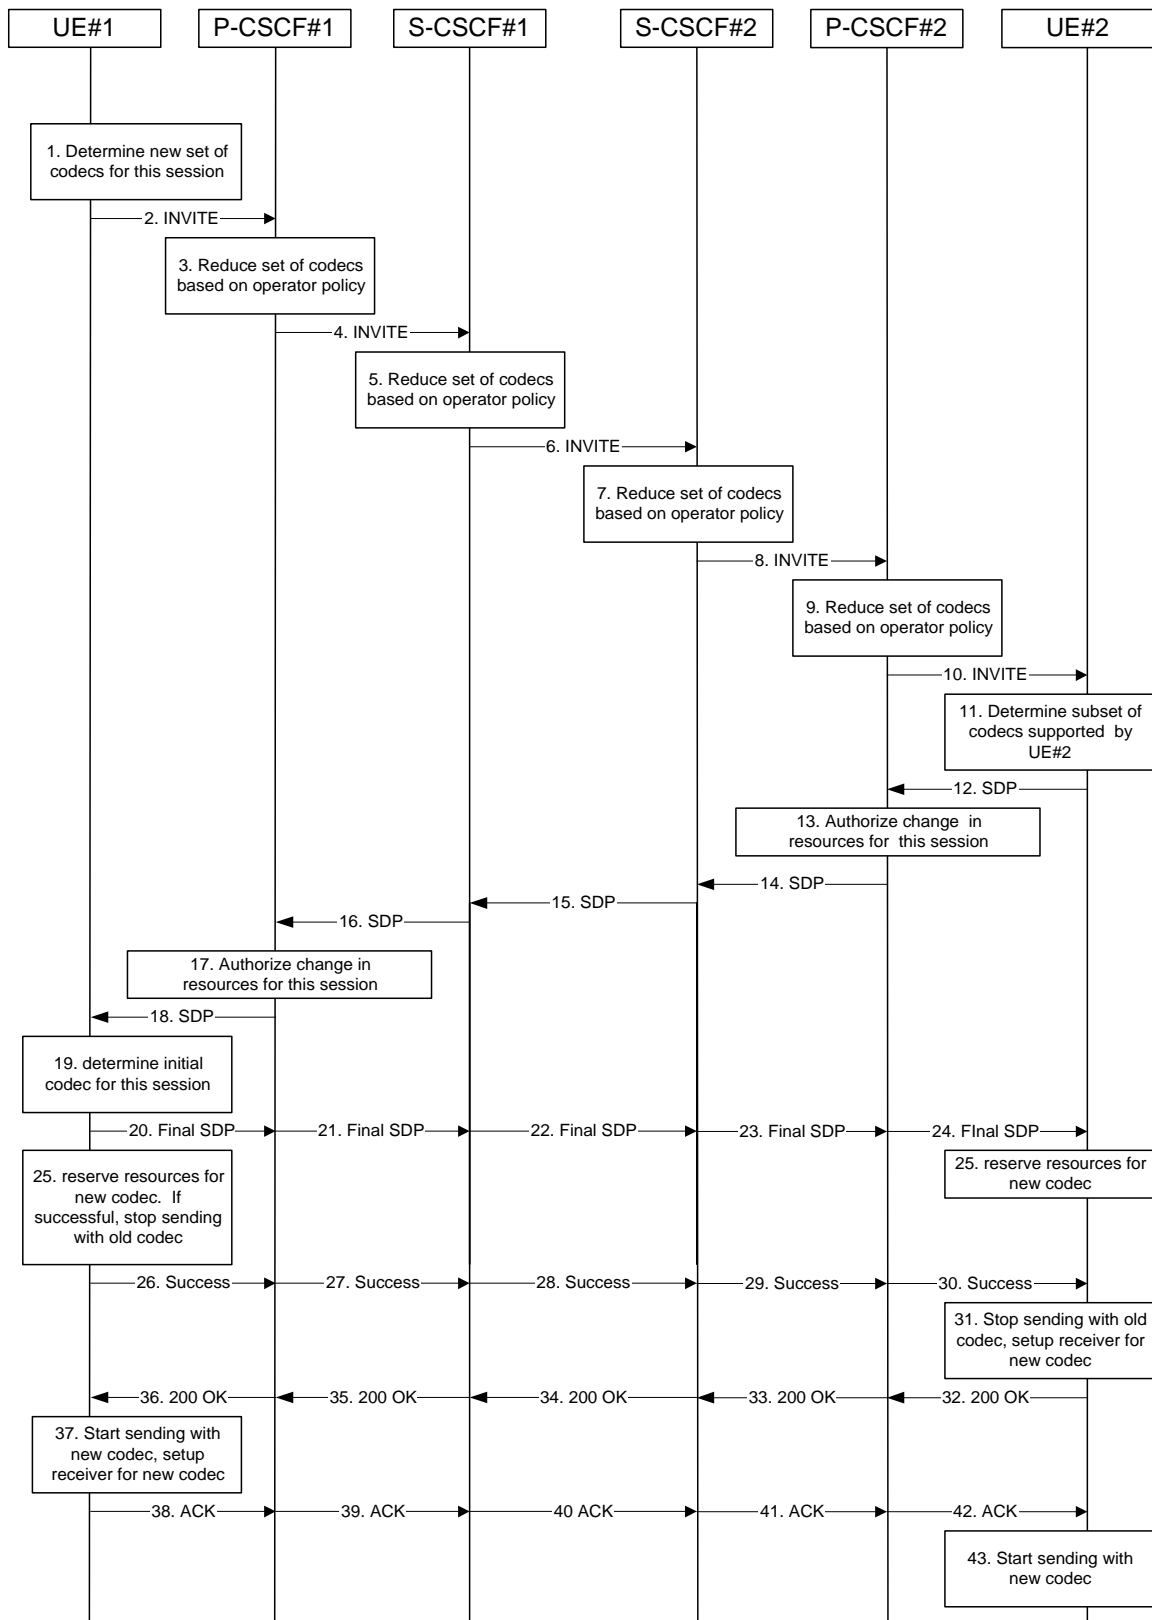 UE#1
P-CSCF#1
S-CSCF#1
S-CSCF#2
P-CSCF#2
UE#2
1. Determine new set of
codecs for this session
2. INVITE
3. Reduce set of codecs
based on operator policy
4. INVITE
5. Reduce set of codecs
based on operator policy
6. INVITE
7. Reduce set of codecs
based on operator policy
8. INVITE
9. Reduce set of codecs
based on operator policy
10. INVITE
11. Determine subset of
codecs supported by
UE#2
12. SDP
13. Authorize change in
resources for this session
14. SDP
15. SDP
16. SDP
17. Authorize change in
resources for this session
18. SDP
19. determine initial
codec for this session
20. Final SDP
21. Final SDP
22. Final SDP
23. Final SDP
24. FInal SDP
25. reserve resources for
new codec. If
successful, stop sending
with old codec
25. reserve resources for
new codec
26. Success
27. Success
28. Success
29. Success
30. Success
31. Stop sending with old
codec, setup receiver for
new codec
36. 200 OK
35. 200 OK
34. 200 OK
33. 200 OK
32. 200 OK
37. Start sending with
new codec, setup
receiver for new codec
38. ACK
39. ACK
40 ACK
41. ACK
42. ACK
43. Start sending with
new codec